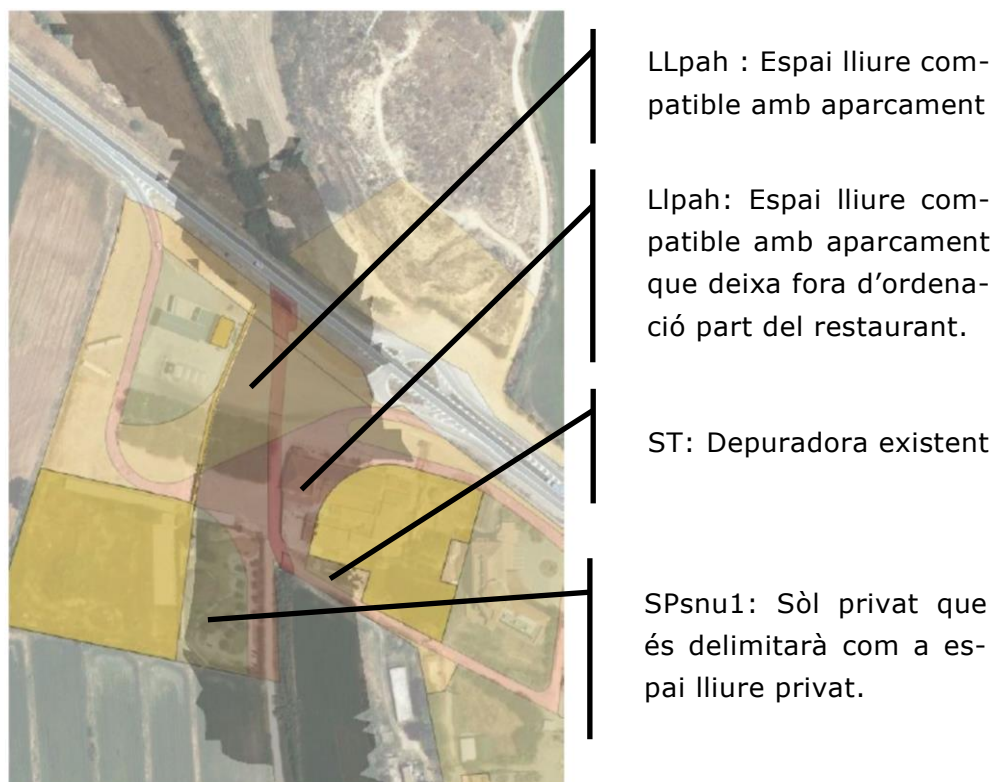 LLpah : Espai lliure com-
patible amb aparcament
Llpah: Espai lliure com-
patible amb aparcament
que deixa fora d’ordena-
ció part del restaurant.
ST: Depuradora existent
SPsnu1: Sòl privat que
és delimitarà com a es-
pai lliure privat.